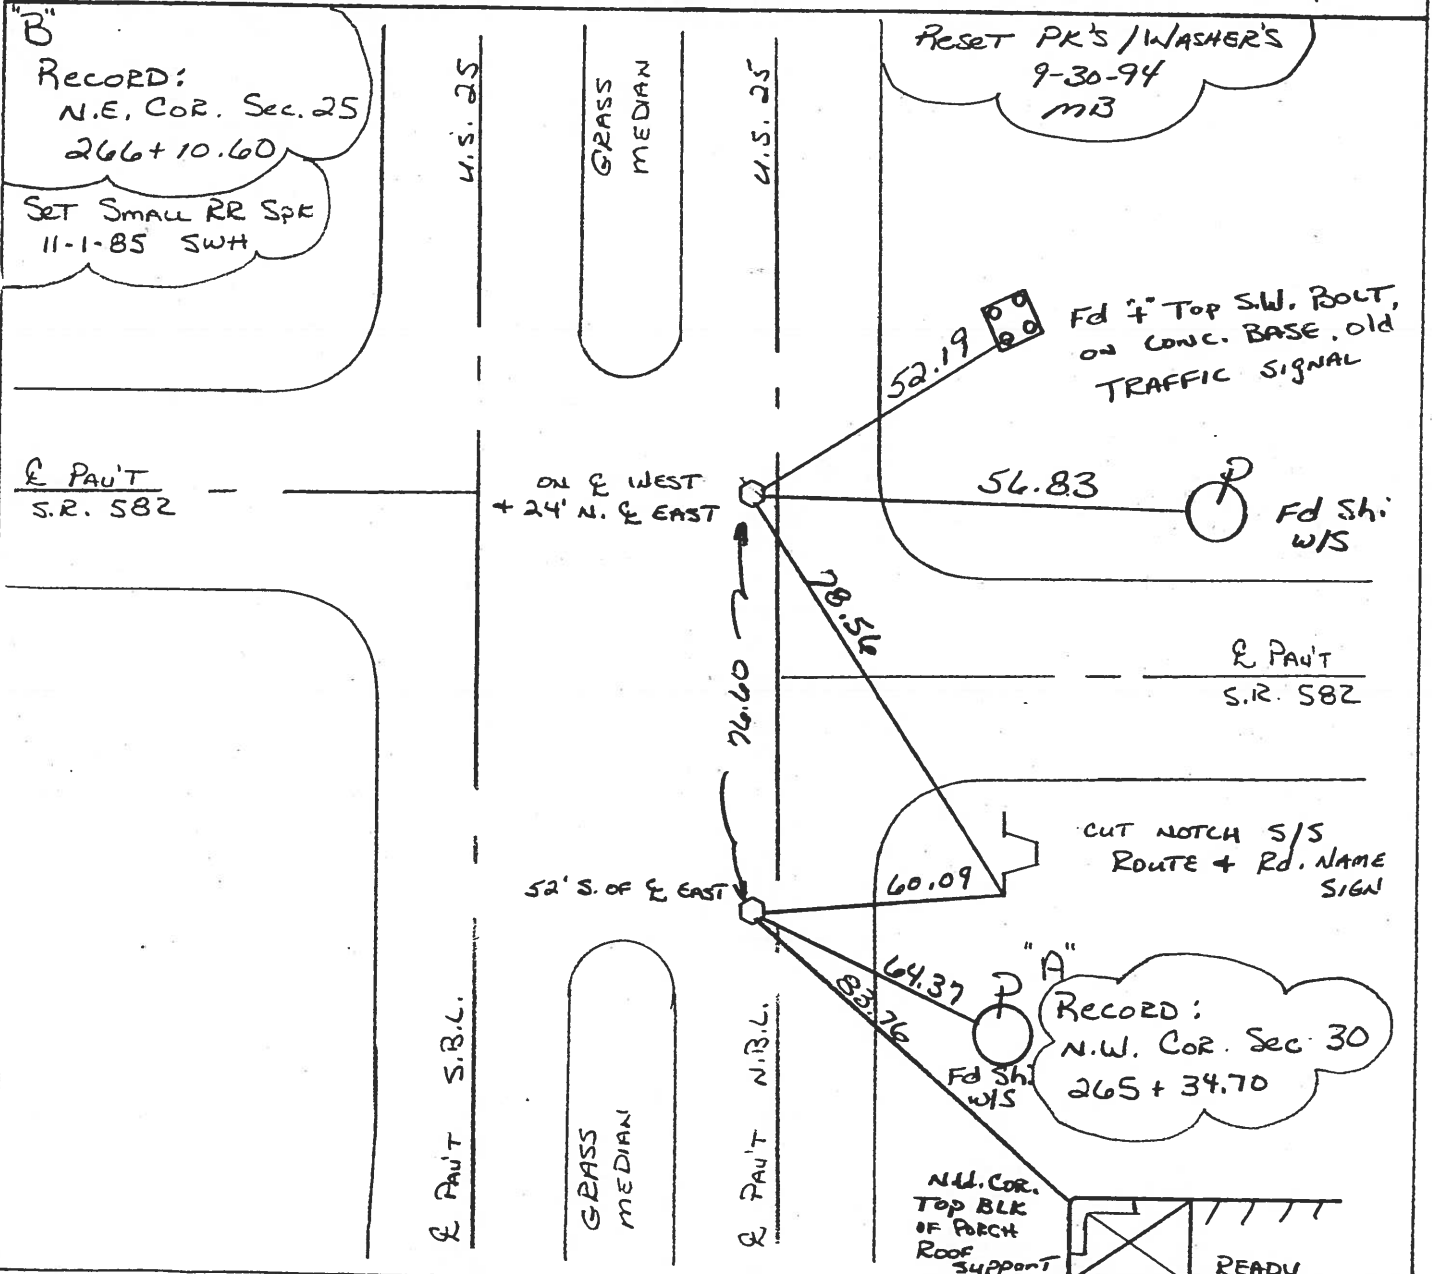 "B"
RECORD:
N.E. COR. Sec. 25
266+10.60
SET SMALL RR SPK
11-1-85 SWH
U.S. 25
GRASS
MEDIAN
U.S. 25
RESET PK'S / WASHER'S
9-30-94
MB
52.19
Fd "+" TOP S.W. BOLT,
ON CONC. BASE. Old
TRAFFIC SIGNAL
℄ PAV'T
S.R. 582
ON ℄ WEST
+ 24' N. ℄ EAST
56.83
P
Fd Shi
W/S
78.56
76.60
℄ PAV'T
S.R. 582
CUT NOTCH S/S
ROUTE + Rd. NAME
SIGN
52' S. OF ℄ EAST
60.09
64.37
83.76
P
Fd Shi
W/S
"A"
RECORD:
N.W. COR. Sec 30
265 + 34.70
℄ PAV'T S.B.L.
GRASS
MEDIAN
℄ PAV'T N.B.L.
N.W. COR.
TOP BLK
OF PORCH
ROOF
SUPPORT
READY